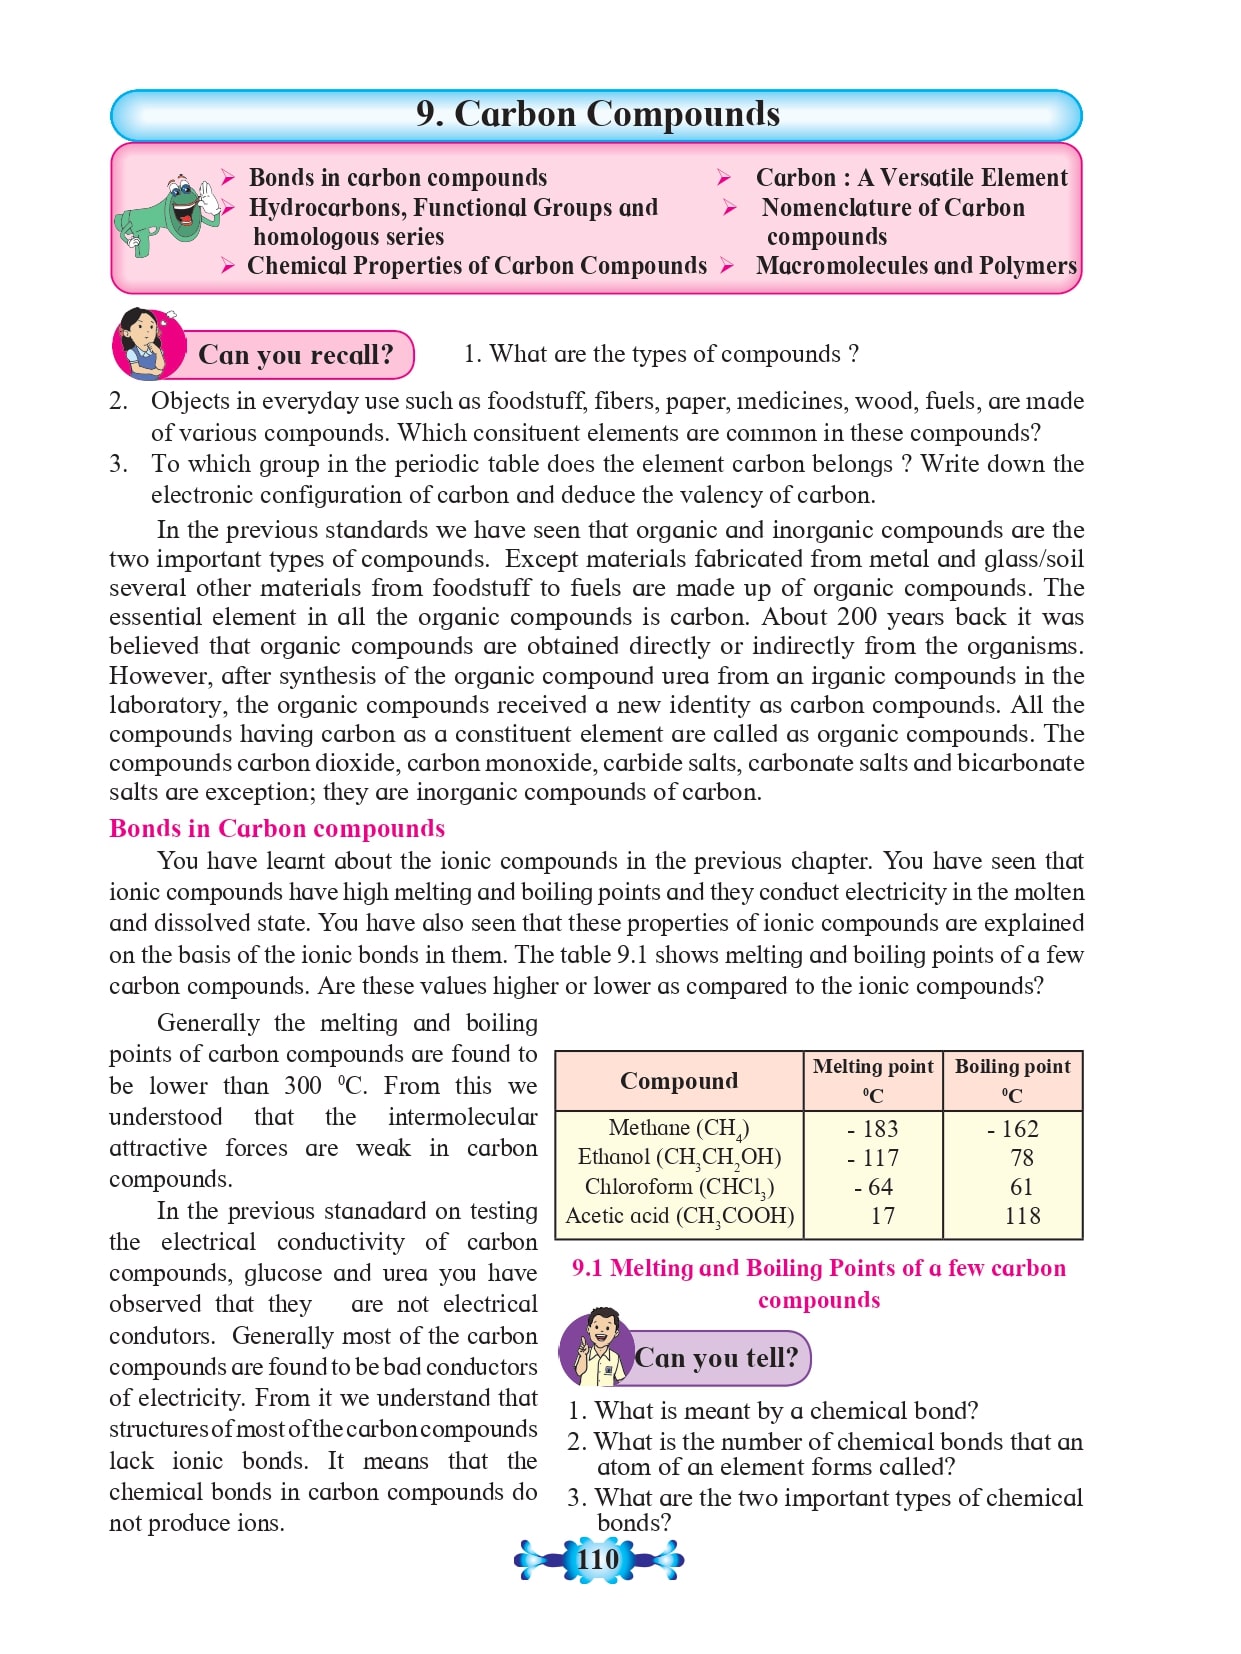 9. Carbon Compounds
➢ Bonds in carbon compounds
➢ Hydrocarbons, Functional Groups and
homologous series
➢ Chemical Properties of Carbon Compounds
➢ Carbon : A Versatile Element
➢ Nomenclature of Carbon
compounds
➢ Macromolecules and Polymers
Can you recall?
1. What are the types of compounds ?
2. Objects in everyday use such as foodstuff, fibers, paper, medicines, wood, fuels, are made
of various compounds. Which consituent elements are common in these compounds?
3. To which group in the periodic table does the element carbon belongs ? Write down the
electronic configuration of carbon and deduce the valency of carbon.
In the previous standards we have seen that organic and inorganic compounds are the
two important types of compounds. Except materials fabricated from metal and glass/soil
several other materials from foodstuff to fuels are made up of organic compounds. The
essential element in all the organic compounds is carbon. About 200 years back it was
believed that organic compounds are obtained directly or indirectly from the organisms.
However, after synthesis of the organic compound urea from an irganic compounds in the
laboratory, the organic compounds received a new identity as carbon compounds. All the
compounds having carbon as a constituent element are called as organic compounds. The
compounds carbon dioxide, carbon monoxide, carbide salts, carbonate salts and bicarbonate
salts are exception; they are inorganic compounds of carbon.
Bonds in Carbon compounds
You have learnt about the ionic compounds in the previous chapter. You have seen that
ionic compounds have high melting and boiling points and they conduct electricity in the molten
and dissolved state. You have also seen that these properties of ionic compounds are explained
on the basis of the ionic bonds in them. The table 9.1 shows melting and boiling points of a few
carbon compounds. Are these values higher or lower as compared to the ionic compounds?
Generally the melting and boiling
points of carbon compounds are found to
be lower than 300 ⁰C. From this we
understood that the intermolecular
attractive forces are weak in carbon
compounds.
In the previous stanadard on testing
the electrical conductivity of carbon
compounds, glucose and urea you have
observed that they are not electrical
condutors. Generally most of the carbon
compounds are found to be bad conductors
of electricity. From it we understand that
structures of most of the carbon compounds
lack ionic bonds. It means that the
chemical bonds in carbon compounds do
not produce ions.
Compound Melting point ⁰C Boiling point ⁰C
Methane (CH₄) - 183 - 162
Ethanol (CH₃CH₂OH) - 117 78
Chloroform (CHCl₃) - 64 61
Acetic acid (CH₃COOH) 17 118
9.1 Melting and Boiling Points of a few carbon
compounds
Can you tell?
1. What is meant by a chemical bond?
2. What is the number of chemical bonds that an
atom of an element forms called?
3. What are the two important types of chemical
bonds?
110